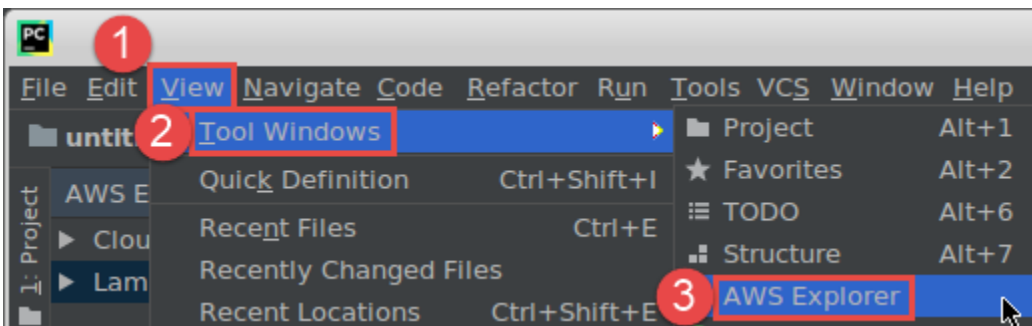 PC
1
File Edit View Navigate Code Refactor Run Tools VCS Window Help
untit
2 Tool Windows
Project Alt+1
Quick Definition Ctrl+Shift+I
Favorites Alt+2
AWS E
TODO Alt+6
Recent Files Ctrl+E
Clou
Structure Alt+7
Recently Changed Files
Lam
3 AWS Explorer
Recent Locations Ctrl+Shift+E
1: Project